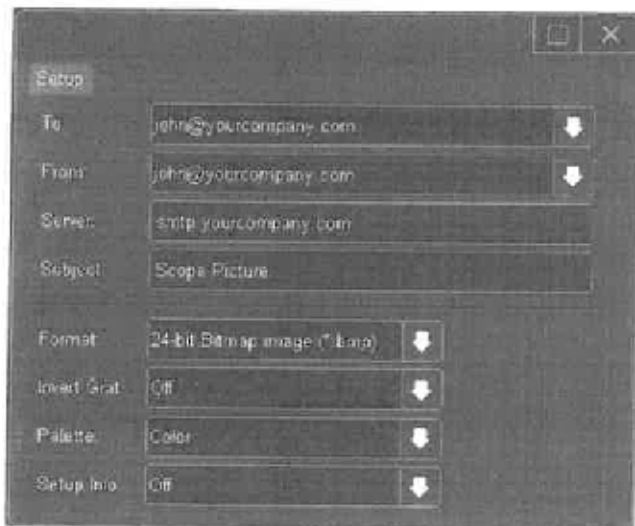 Setup
To: john@yourcompany.com
From: john@yourcompany.com
Server: smtp.yourcompany.com
Subject: Scope Picture
Format: 24-bit Bitmap image (*.bmp)
Invert Grat. Off
Palette: Color
Setup Info Off